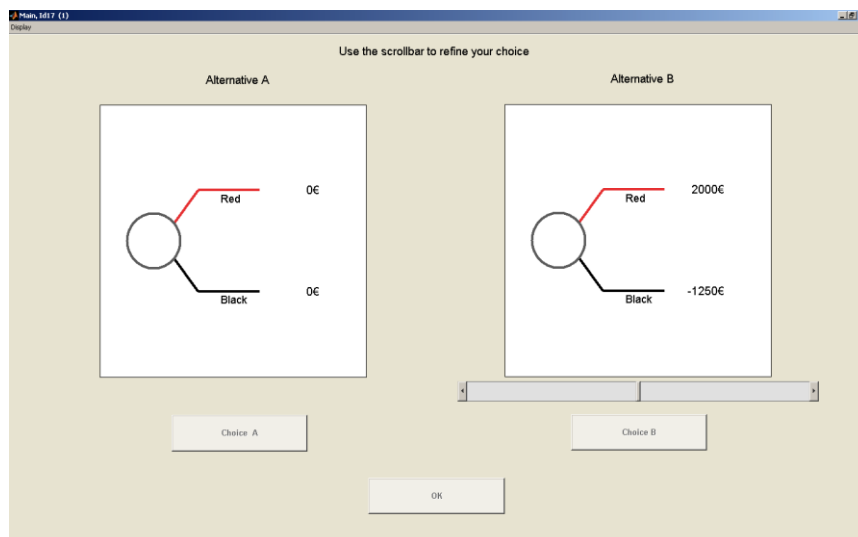 Main, Id17 (1)
Display
Use the scrollbar to refine your choice
Alternative A
Alternative B
0€
Red
2000€
Red
0€
Black
-1250€
Black
Choice A
Choice B
OK